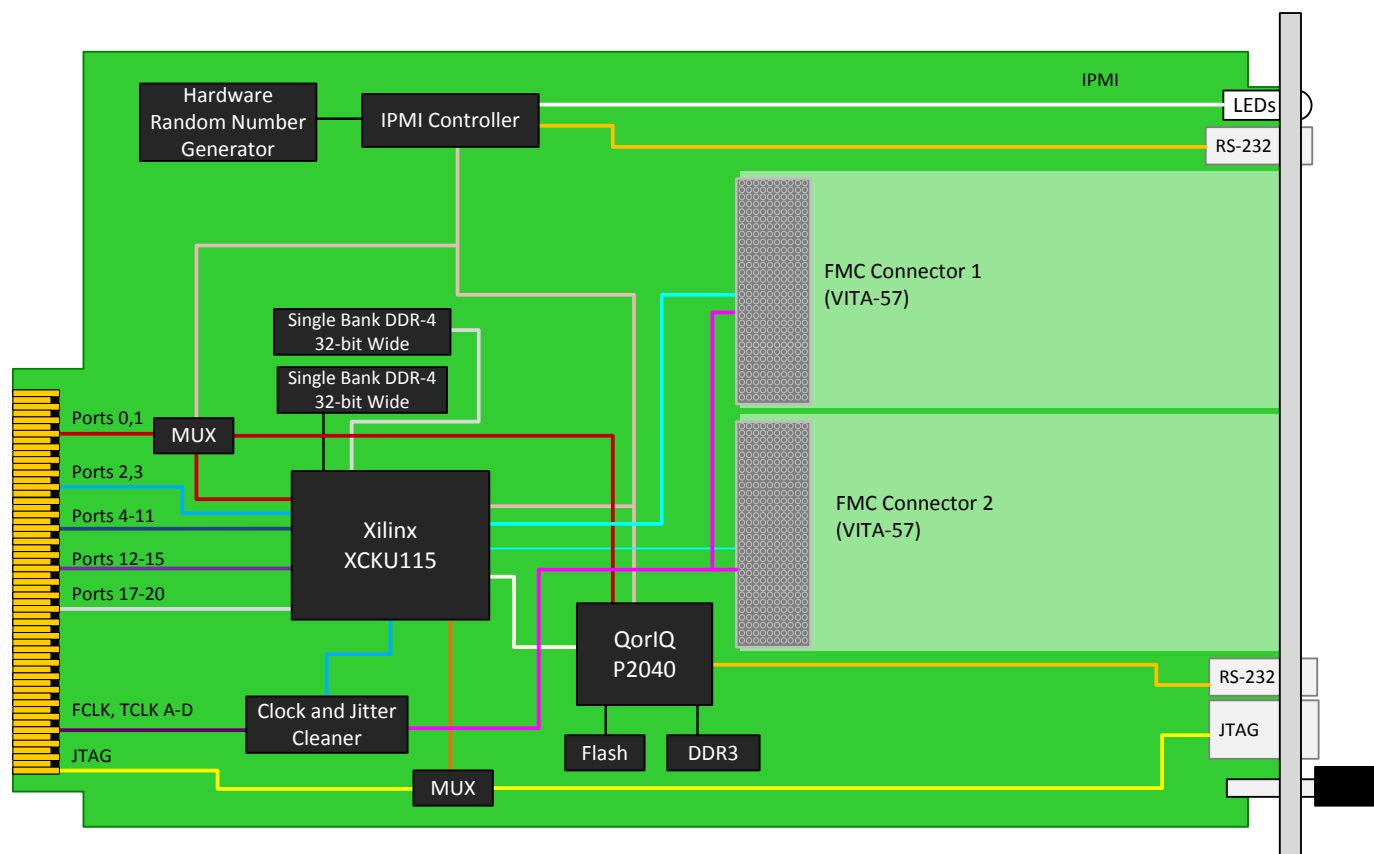 IPMI
Hardware
Random Number
Generator
IPMI Controller
LEDs
RS-232
FMC Connector 1
(VITA-57)
Single Bank DDR-4
32-bit Wide
Single Bank DDR-4
32-bit Wide
Ports 0,1
MUX
Ports 2,3
Ports 4-11
Ports 12-15
Ports 17-20
Xilinx
XCKU115
FMC Connector 2
(VITA-57)
QorIQ
P2040
RS-232
FCLK, TCLK A-D
Clock and Jitter
Cleaner
Flash
DDR3
JTAG
JTAG
MUX